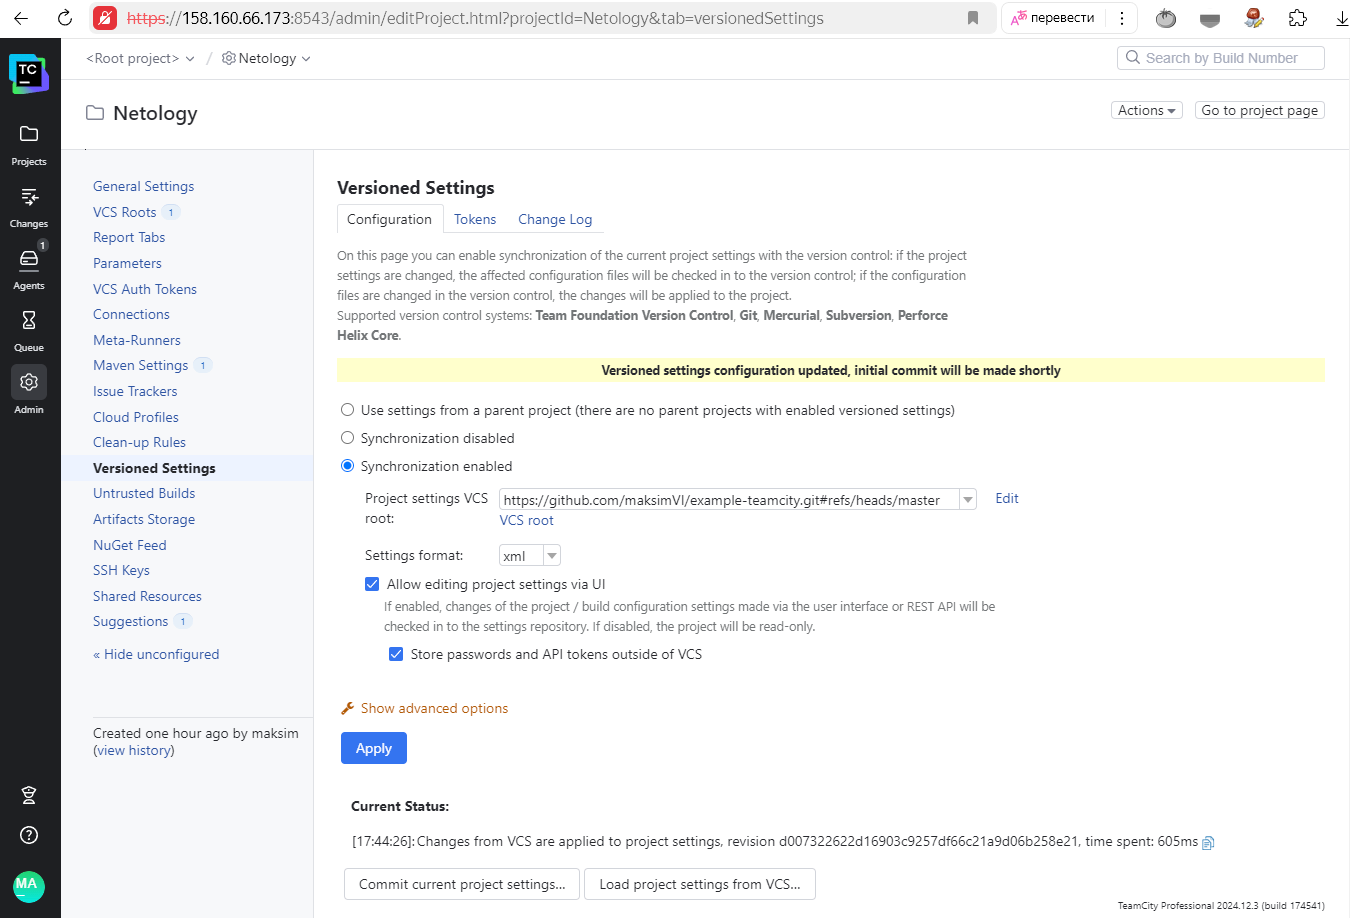 https://158.160.66.173:8543/admin/editProject.html?projectId=Netology&tab=versionedSettings
перевести
TC
<Root project> / Netology
Search by Build Number
Netology
Actions
Go to project page
Projects
Changes
1
Agents
Queue
Admin
MA
General Settings
VCS Roots 1
Report Tabs
Parameters
VCS Auth Tokens
Connections
Meta-Runners
Maven Settings 1
Issue Trackers
Cloud Profiles
Clean-up Rules
Versioned Settings
Untrusted Builds
Artifacts Storage
NuGet Feed
SSH Keys
Shared Resources
Suggestions 1
« Hide unconfigured
Created one hour ago by maksim
(view history)
Versioned Settings
Configuration Tokens Change Log
On this page you can enable synchronization of the current project settings with the version control: if the project
settings are changed, the affected configuration files will be checked in to the version control; if the configuration
files are changed in the version control, the changes will be applied to the project.
Supported version control systems: Team Foundation Version Control, Git, Mercurial, Subversion, Perforce
Helix Core.
Versioned settings configuration updated, initial commit will be made shortly
Use settings from a parent project (there are no parent projects with enabled versioned settings)
Synchronization disabled
Synchronization enabled
Project settings VCS
root:
https://github.com/maksimVI/example-teamcity.git#refs/heads/master
Edit
VCS root
Settings format: xml
Allow editing project settings via UI
If enabled, changes of the project / build configuration settings made via the user interface or REST API will be
checked in to the settings repository. If disabled, the project will be read-only.
Store passwords and API tokens outside of VCS
Show advanced options
Apply
Current Status:
[17:44:26]: Changes from VCS are applied to project settings, revision d007322622d16903c9257df66c21a9d06b258e21, time spent: 605ms
Commit current project settings...
Load project settings from VCS...
TeamCity Professional 2024.12.3 (build 174541)